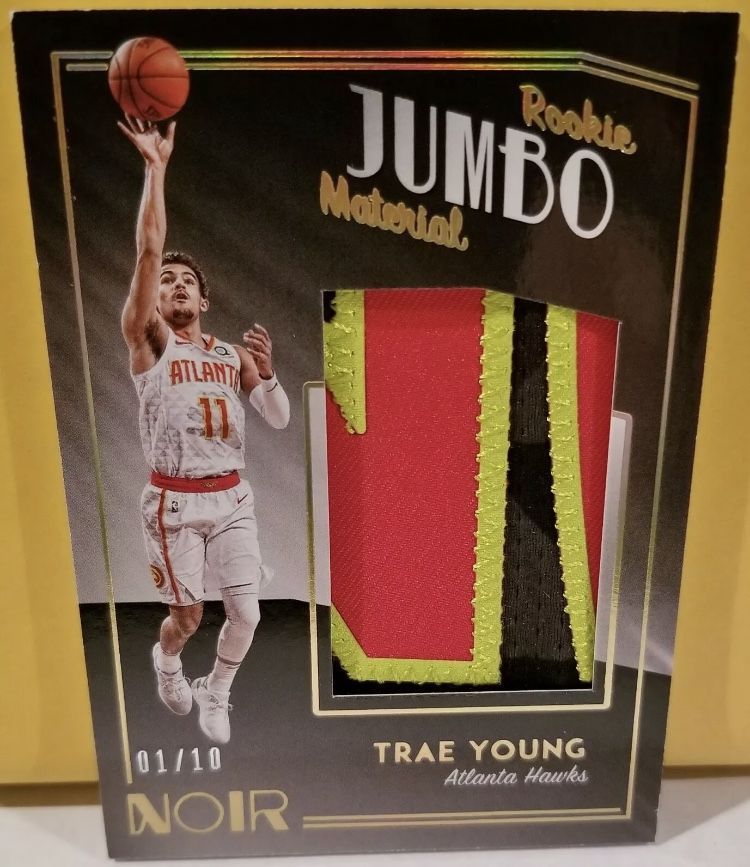 Rookie
JUMBO
Material
ATLANTA
11
01/10
TRAE YOUNG
Atlanta Hawks
NOIR